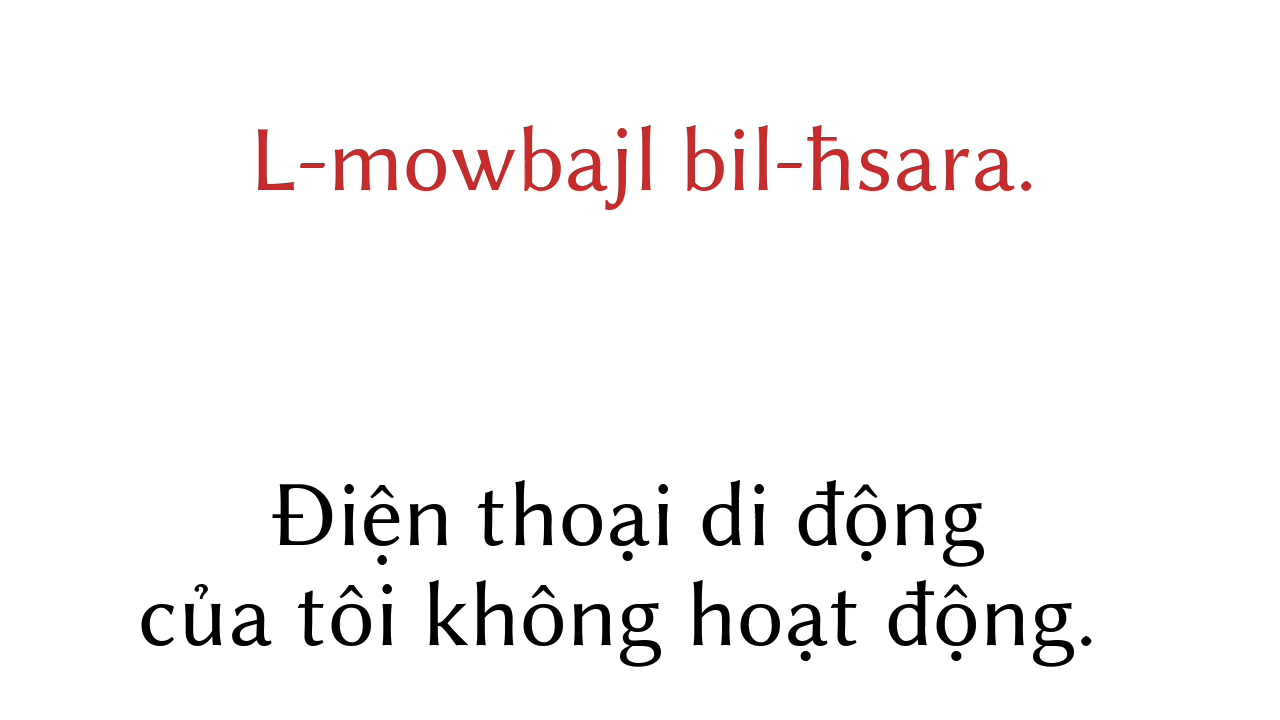 L-mowbajl bil-ħsara.
Điện thoại di động
của tôi không hoạt động.